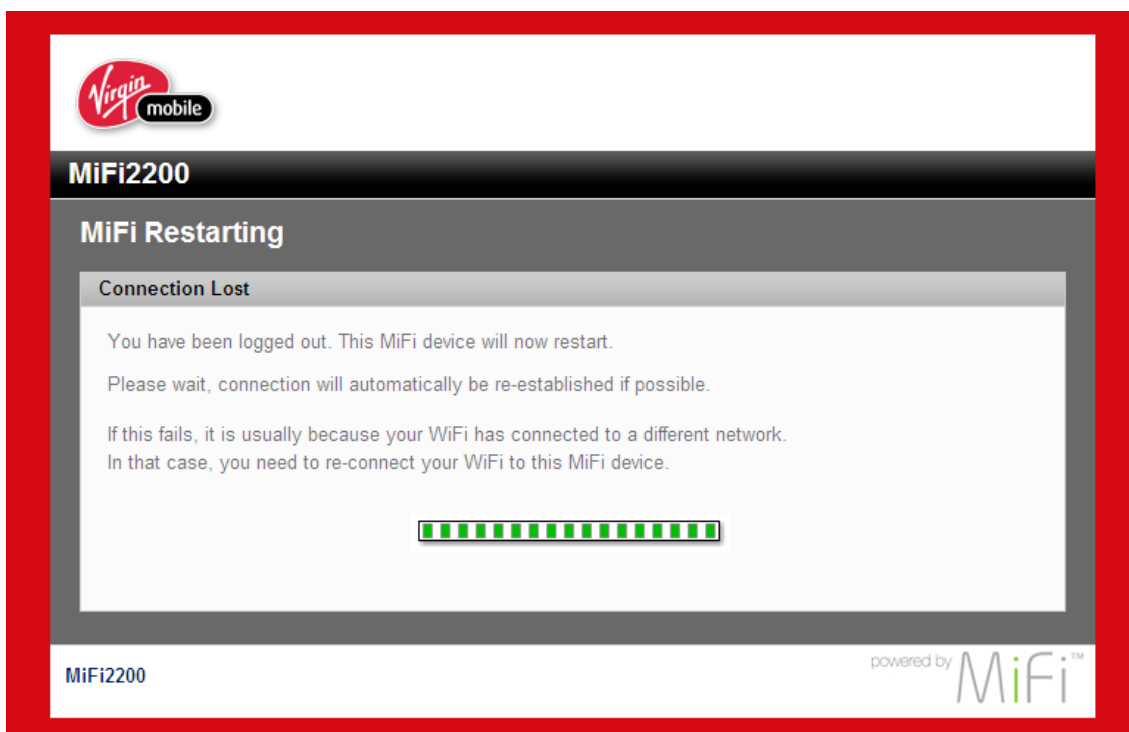 Virgin
mobile
MiFi2200
MiFi Restarting
Connection Lost
You have been logged out. This MiFi device will now restart.
Please wait, connection will automatically be re-established if possible.
If this fails, it is usually because your WiFi has connected to a different network.
In that case, you need to re-connect your WiFi to this MiFi device.
MiFi2200
powered by MiFi™